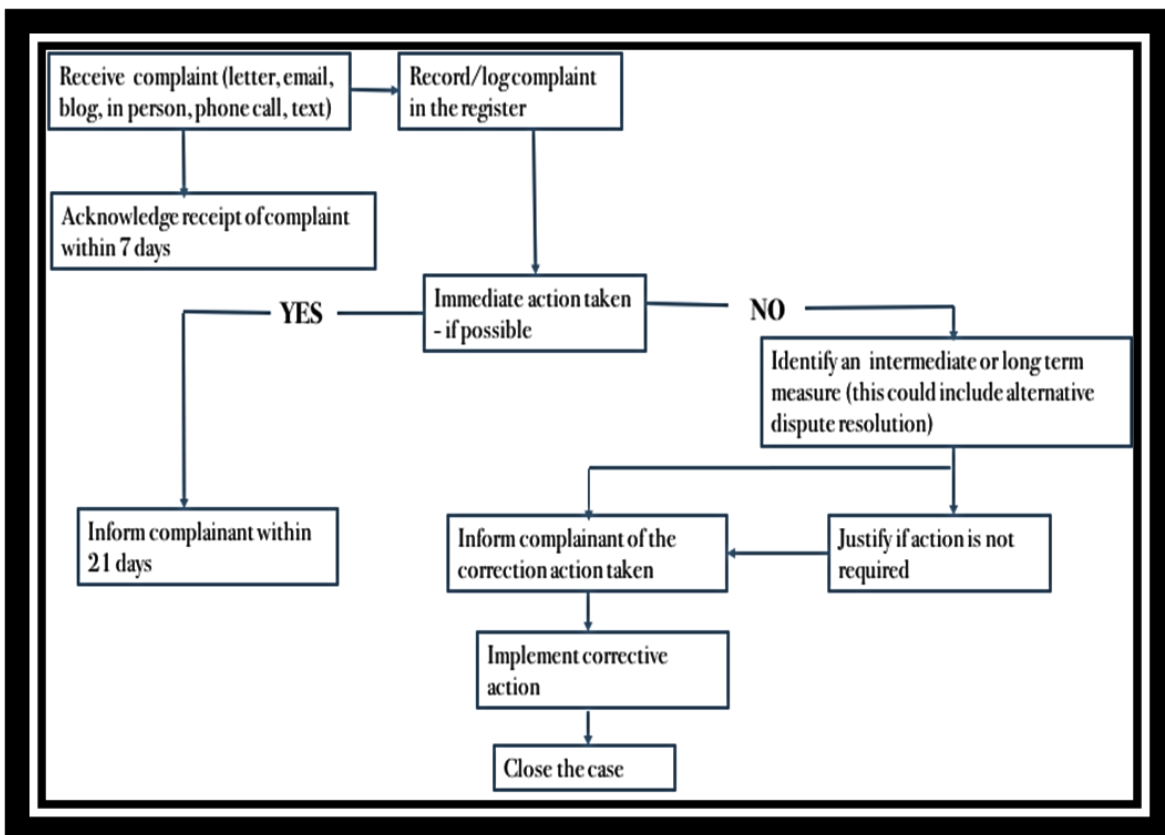 Receive complaint (letter, email,
blog, in person, phone call, text)
Record/log complaint
in the register
Acknowledge receipt of complaint
within 7 days
Immediate action taken
- if possible
YES
NO
Identify an intermediate or long term
measure (this could include alternative
dispute resolution)
Inform complainant within
21 days
Inform complainant of the
correction action taken
Justify if action is not
required
Implement corrective
action
Close the case